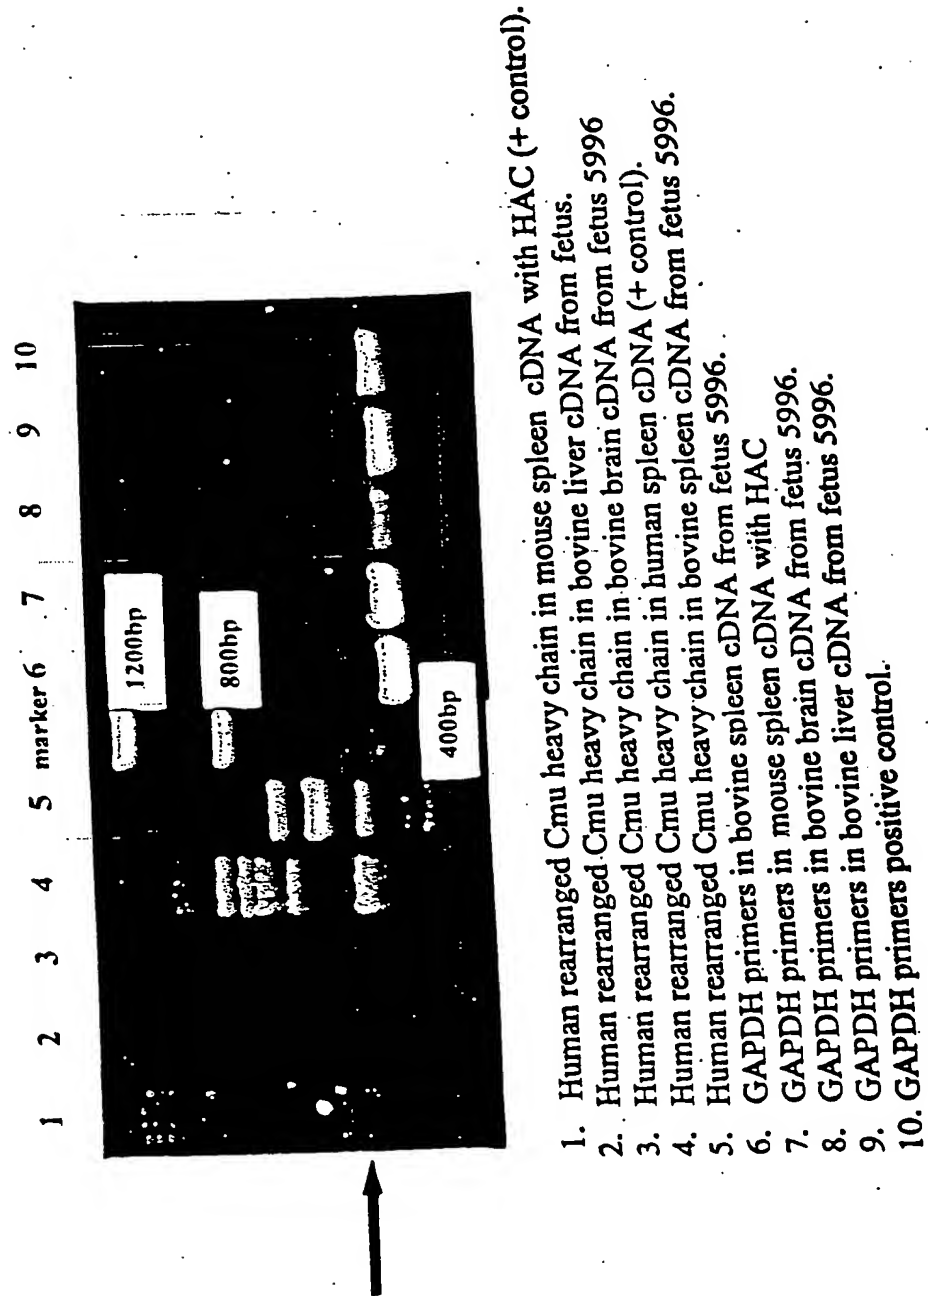 1 2 3 4 5 marker 6 7 8 9 10
1200bp
800bp
400bp
1. Human rearranged Cmu heavy chain in mouse spleen cDNA with HAC (+ control).
2. Human rearranged Cmu heavy chain in bovine liver cDNA from fetus.
3. Human rearranged Cmu heavy chain in bovine brain cDNA from fetus 5996
4. Human rearranged Cmu heavy chain in human spleen cDNA (+ control).
5. Human rearranged Cmu heavy chain in bovine spleen cDNA from fetus 5996.
6. GAPDH primers in bovine spleen cDNA from fetus 5996.
7. GAPDH primers in mouse spleen cDNA with HAC
8. GAPDH primers in bovine brain cDNA from fetus 5996.
9. GAPDH primers in bovine liver cDNA from fetus 5996.
10. GAPDH primers positive control.